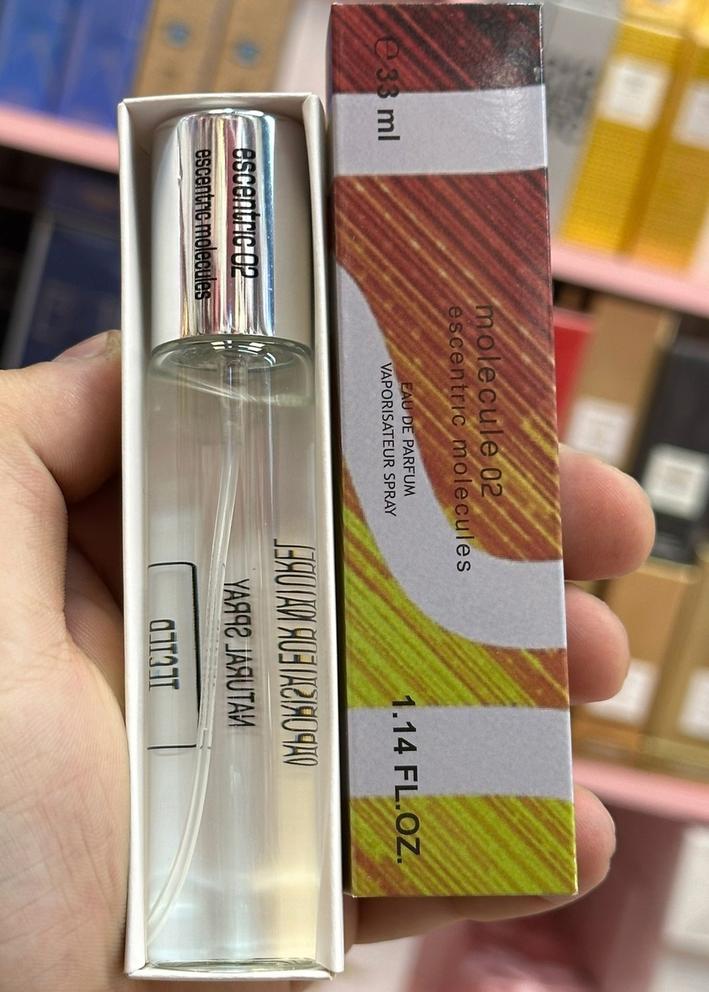 escentric 02
escentric molecules
VAPORISATEUR NATUREL
NATURAL SPRAY
TESTER
℮ 33 ml
molecule 02
escentric molecules
EAU DE PARFUM
VAPORISATEUR SPRAY
1.14 FL.OZ.